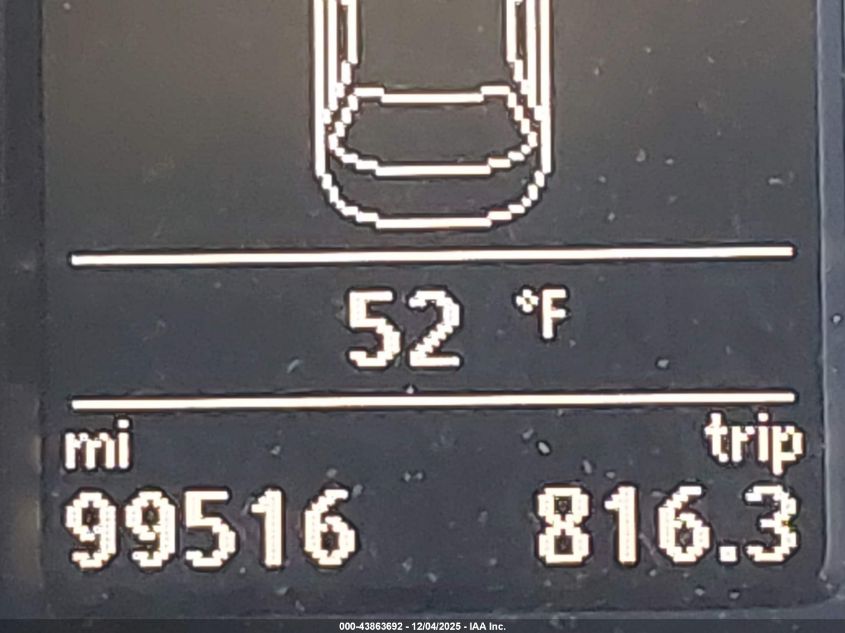 52 °F
mi trip
99516 816.3
000-43863692 - 12/04/2025 - IAA Inc.